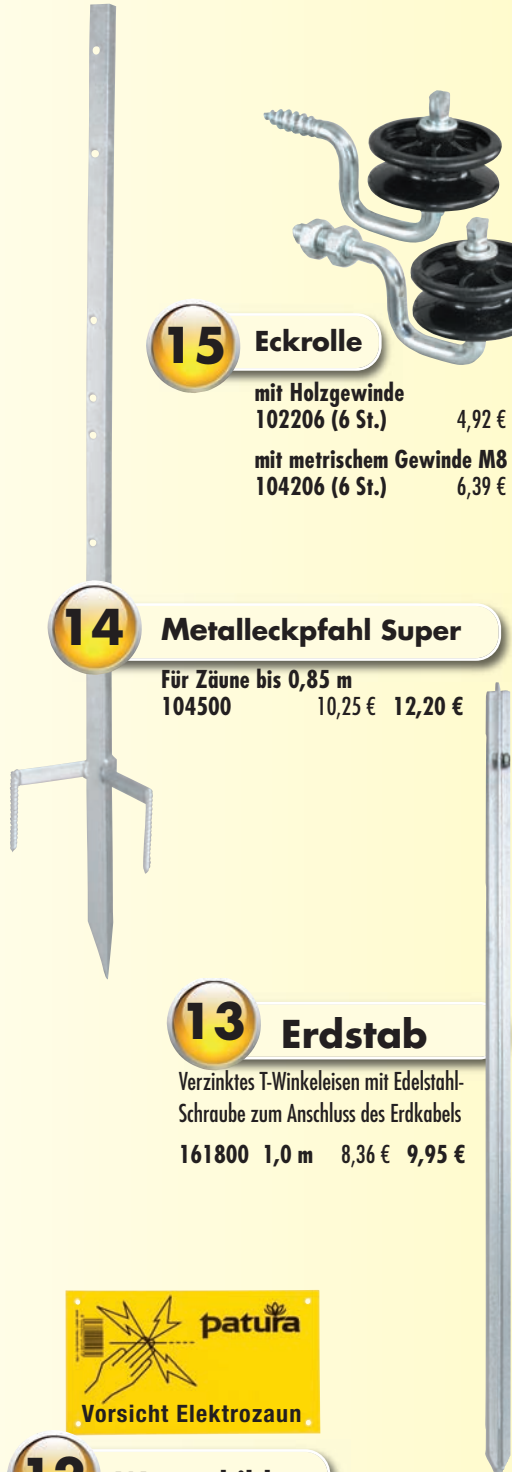 15 Eckrolle
mit Holzgewinde
102206 (6 St.) 4,92 €
mit metrischem Gewinde M8
104206 (6 St.) 6,39 €
14 Metalleckpfahl Super
Für Zäune bis 0,85 m
104500 10,25 € 12,20 €
13 Erdstab
Verzinktes T-Winkeleisen mit Edelstahl-
Schraube zum Anschluss des Erdkabels
161800 1,0 m 8,36 € 9,95 €
patura
Vorsicht Elektrozaun